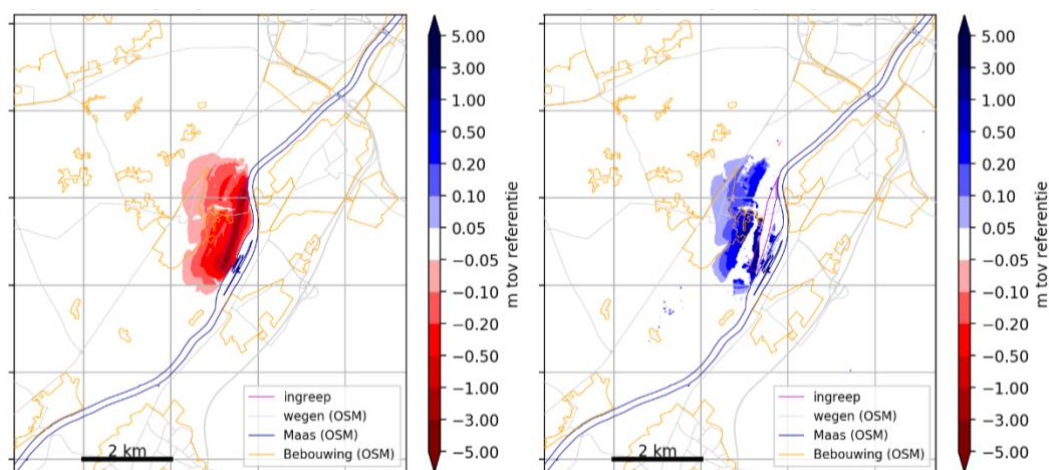 5.00
3.00
1.00
0.50
0.20
0.10
0.05
−0.05
−0.10
−0.20
−0.50
−1.00
−3.00
−5.00
m tov referentie
ingreep
wegen (OSM)
Maas (OSM)
Bebouwing (OSM)
2 km
5.00
3.00
1.00
0.50
0.20
0.10
0.05
−0.05
−0.10
−0.20
−0.50
−1.00
−3.00
−5.00
m tov referentie
ingreep
wegen (OSM)
Maas (OSM)
Bebouwing (OSM)
2 km